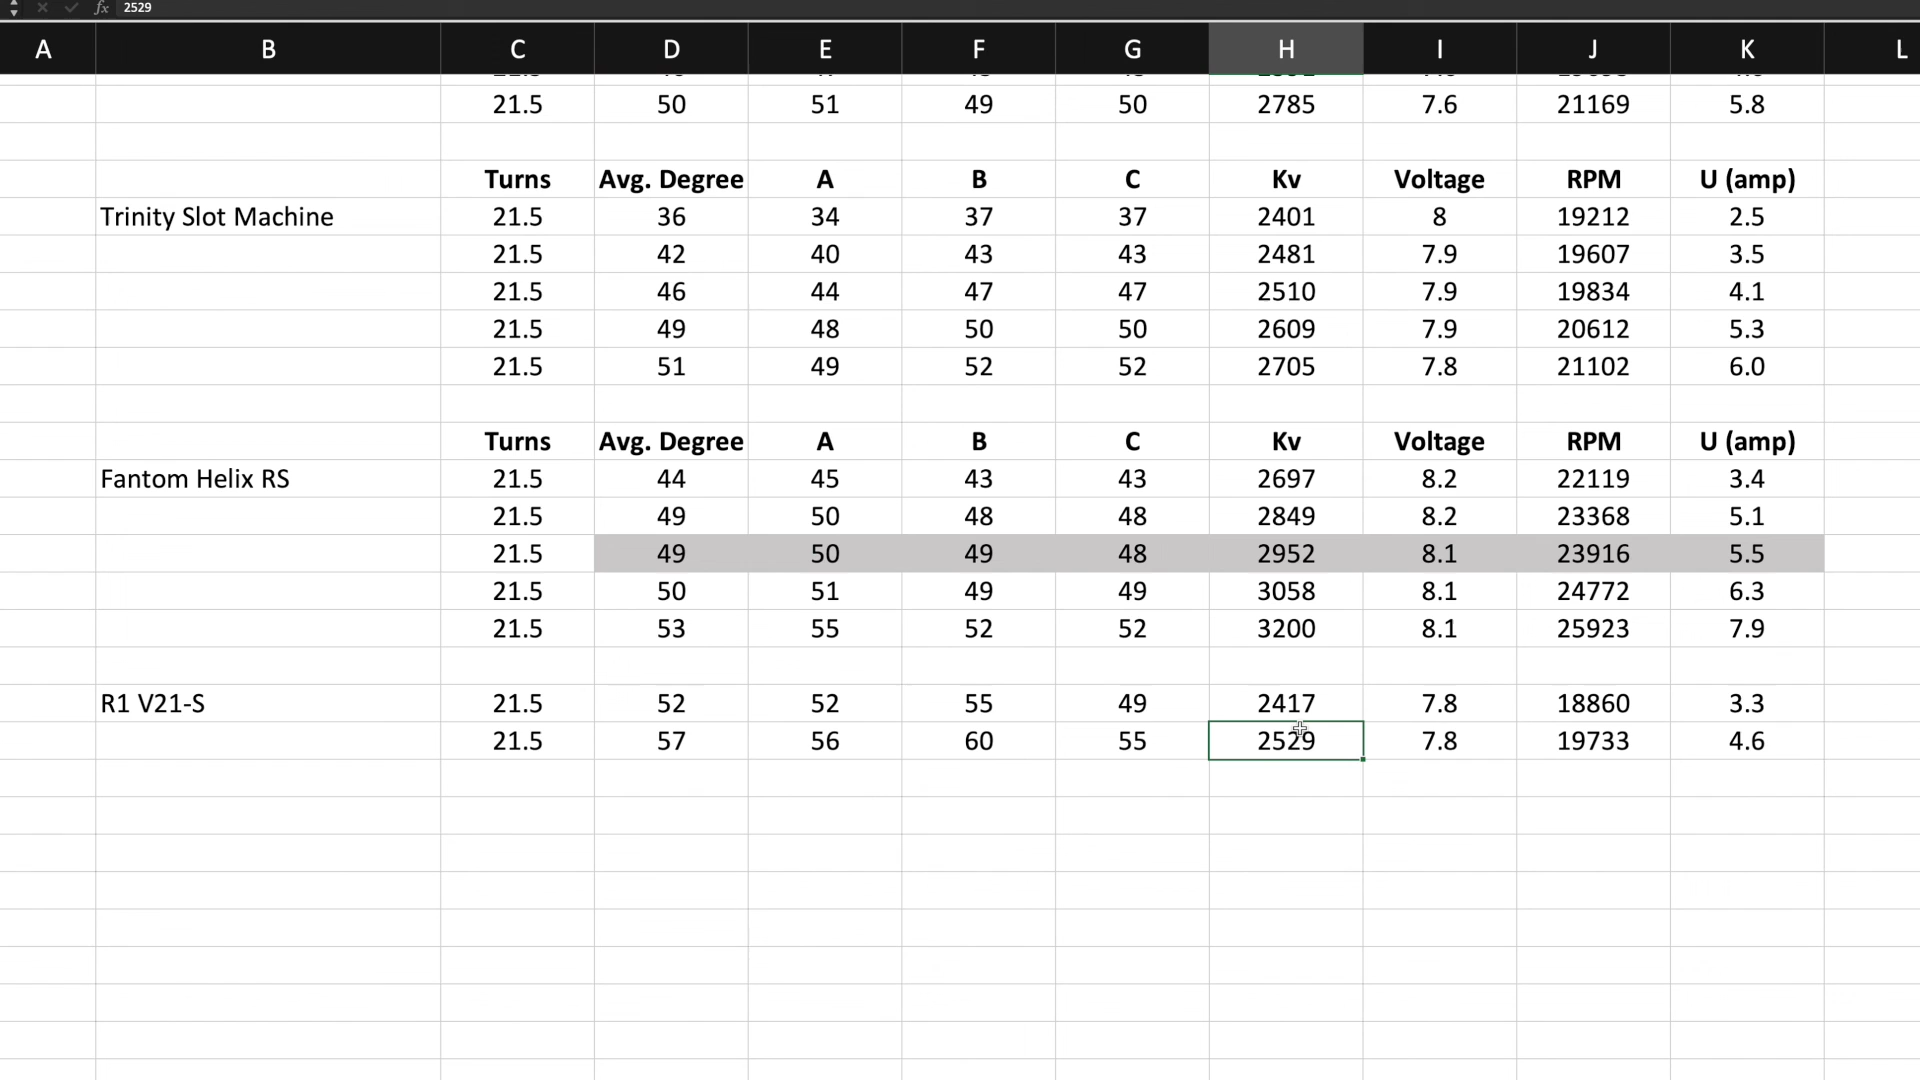 fx 2529
A B C D E F G H I J K L
21.5 50 51 49 50 2785 7.6 21169 5.8
Turns Avg. Degree A B C Kv Voltage RPM U (amp)
Trinity Slot Machine 21.5 36 34 37 37 2401 8 19212 2.5
21.5 42 40 43 43 2481 7.9 19607 3.5
21.5 46 44 47 47 2510 7.9 19834 4.1
21.5 49 48 50 50 2609 7.9 20612 5.3
21.5 51 49 52 52 2705 7.8 21102 6.0
Turns Avg. Degree A B C Kv Voltage RPM U (amp)
Fantom Helix RS 21.5 44 45 43 43 2697 8.2 22119 3.4
21.5 49 50 48 48 2849 8.2 23368 5.1
21.5 49 50 49 48 2952 8.1 23916 5.5
21.5 50 51 49 49 3058 8.1 24772 6.3
21.5 53 55 52 52 3200 8.1 25923 7.9
R1 V21-S 21.5 52 52 55 49 2417 7.8 18860 3.3
21.5 57 56 60 55 2529 7.8 19733 4.6